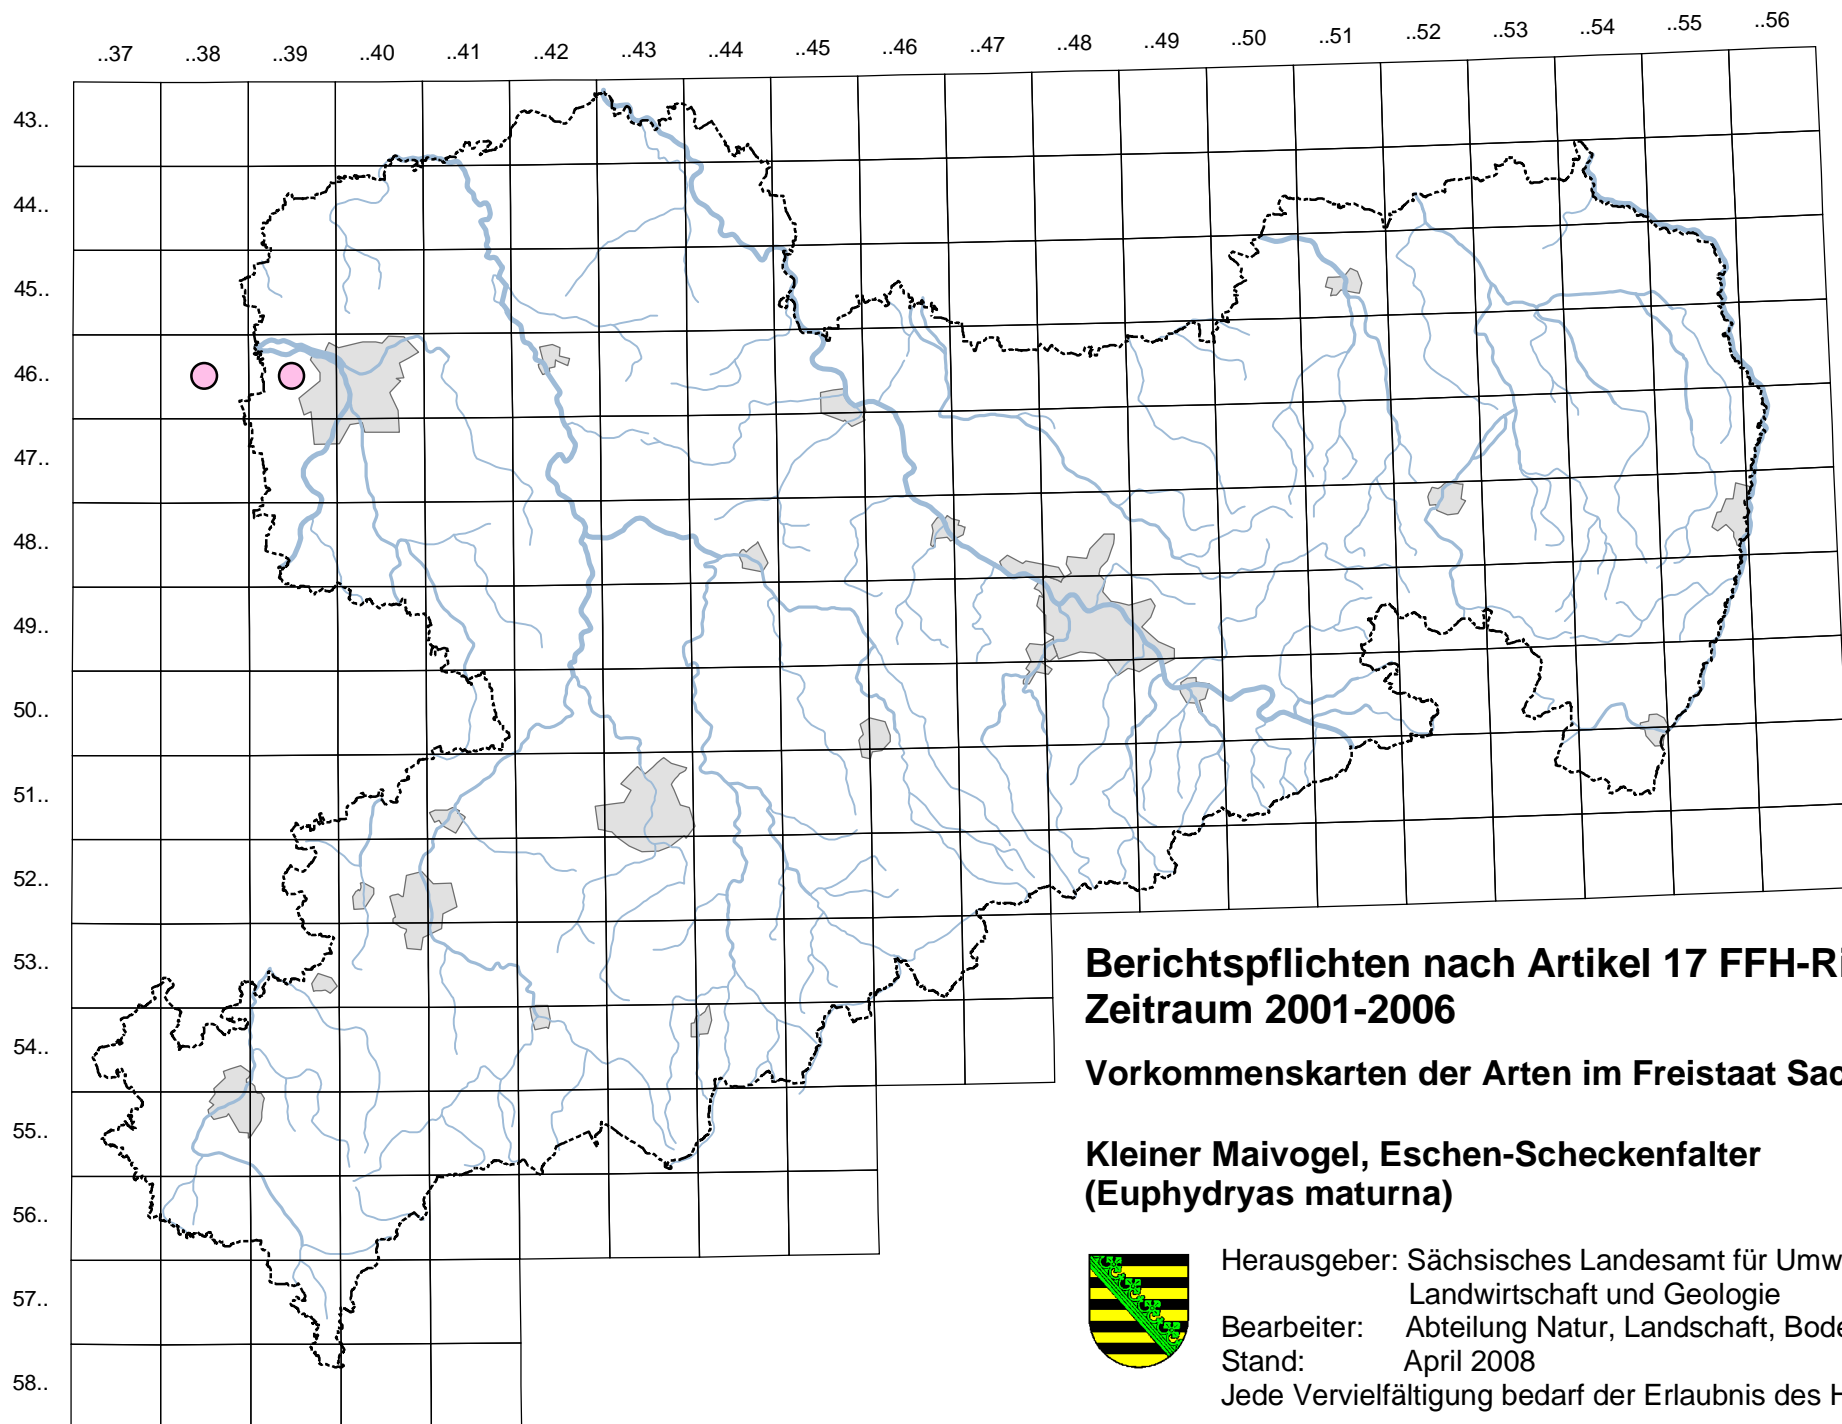 ..37 ..38 ..39 ..40 ..41 ..42 ..43 ..44 ..45 ..46 ..47 ..48 ..49 ..50 ..51 ..52 ..53 ..54 ..55 ..56
43..
44..
45..
46..
47..
48..
49..
50..
51..
52..
53..
54..
55..
56..
57..
58..
Berichtspflichten nach Artikel 17 FFH-Ri
Zeitraum 2001-2006
Vorkommenskarten der Arten im Freistaat Sac
Kleiner Maivogel, Eschen-Scheckenfalter
(Euphydryas maturna)
Herausgeber: Sächsisches Landesamt für Umw
Landwirtschaft und Geologie
Bearbeiter: Abteilung Natur, Landschaft, Bode
Stand: April 2008
Jede Vervielfältigung bedarf der Erlaubnis des H